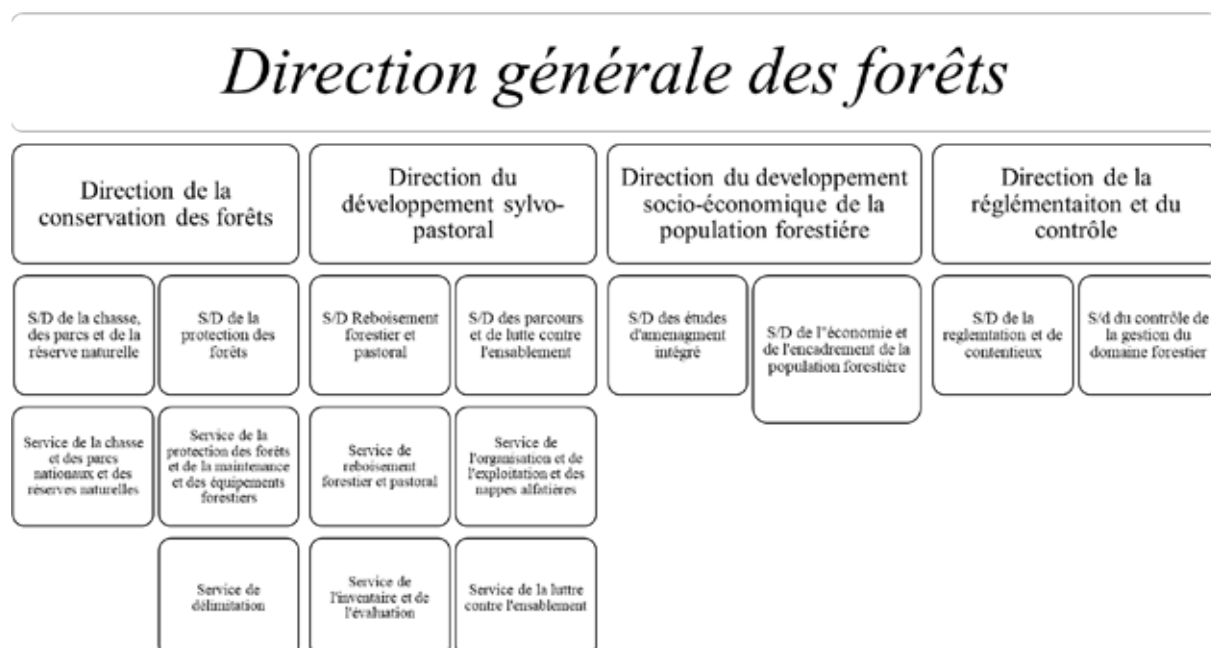 Direction générale des forêts
Direction de la
conservation des forêts
Direction du
développement sylvo-
pastoral
Direction du developpement
socio-économique de la
population forestiére
Direction de la
réglémentaiton et du
contrôle
S/D de la chasse,
des parcs et de la
réserve naturelle
S/D de la
protection des
forêts
S/D Reboisement
forestier et
pastoral
S/D des parcours
et de lutte contre
l'ensablement
S/D des études
d'amenagment
intégré
S/D de l'économie et
de l'encadrement de la
population forestière
S/D de la
reglemtation et de
contentieux
S/d du contrôle de
la gestion du
domaine forestier
Service de la chasse
et des parcs
nationaux et des
réserves naturelles
Service de la
protection des forêts
et de la maintenance
et des équipements
forestiers
Service de
reboisement
forestier et pastoral
Service de
l'organisation et de
l'exploitation et des
nappes alfatières
Service de
délimitation
Service de
l'inventaire et de
l'évaluation
Service de la luttre
contre l'ensablement